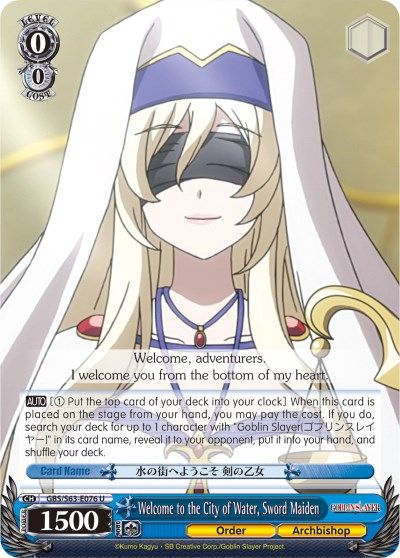 LEVEL
0
0
COST
Welcome, adventurers.
I welcome you from the bottom of my heart.
AUTO [① Put the top card of your deck into your clock] When this card is
placed on the stage from your hand, you may pay the cost. If you do,
search your deck for up to 1 character with "Goblin Slayer(ゴブリンスレイ
ヤー)" in its card name, reveal it to your opponent, put it into your hand, and
shuffle your deck.
Card Name 水の街へようこそ 剣の乙女
CH GBS/S63-E076 U
POWER 1500
Welcome to the City of Water, Sword Maiden
GOBLIN SLAYER
Order Archbishop
©Kumo Kagyu・SB Creative Corp./Goblin Slayer Project.